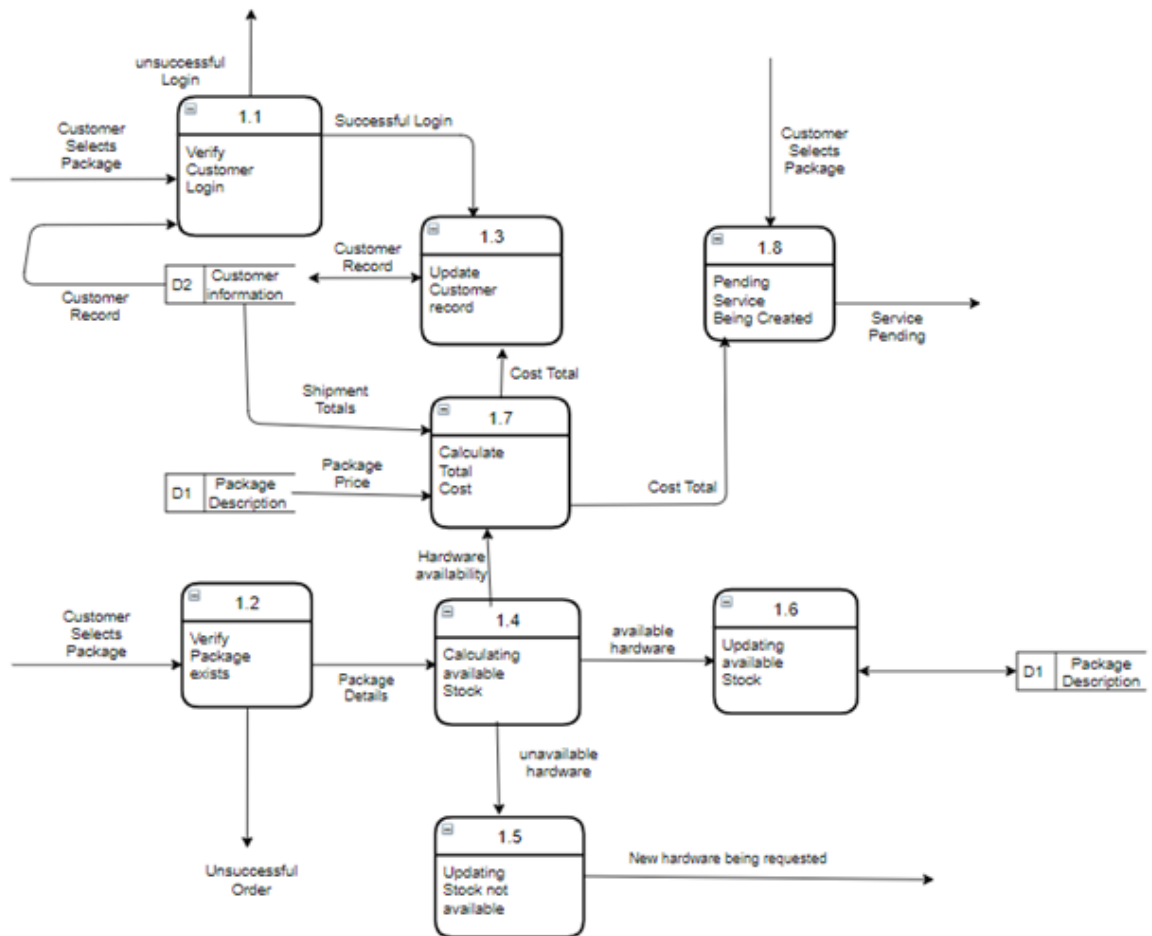 unsuccessful
Login
1.1
Verify
Customer
Login
Customer
Selects
Package
Successful Login
Customer
Selects
Package
1.3
Update
Customer
record
Customer
Record
D2
Customer
information
Customer
Record
1.8
Pending
Service
Being Created
Service
Pending
Cost Total
Shipment
Totals
1.7
Calculate
Total
Cost
Package
Price
D1
Package
Description
Cost Total
Hardware
availability
1.2
Verify
Package
exists
Customer
Selects
Package
Package
Details
1.4
Calculating
available
Stock
available
hardware
1.6
Updating
available
Stock
D1
Package
Description
unavailable
hardware
Unsuccessful
Order
1.5
Updating
Stock not
available
New hardware being requested